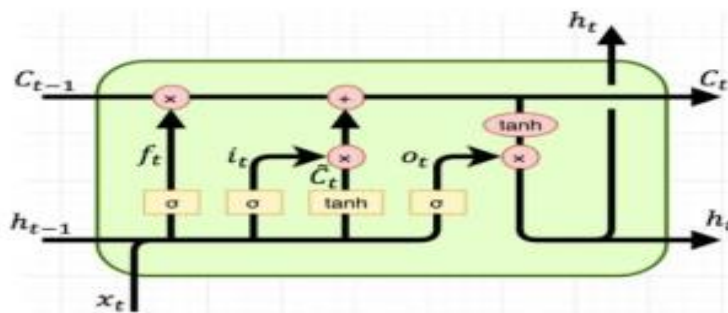 h_t
C_{t-1} × + C_t
tanh
f_t i_t × o_t ×
C̃_t
σ σ tanh σ
h_{t-1} h_t
x_t